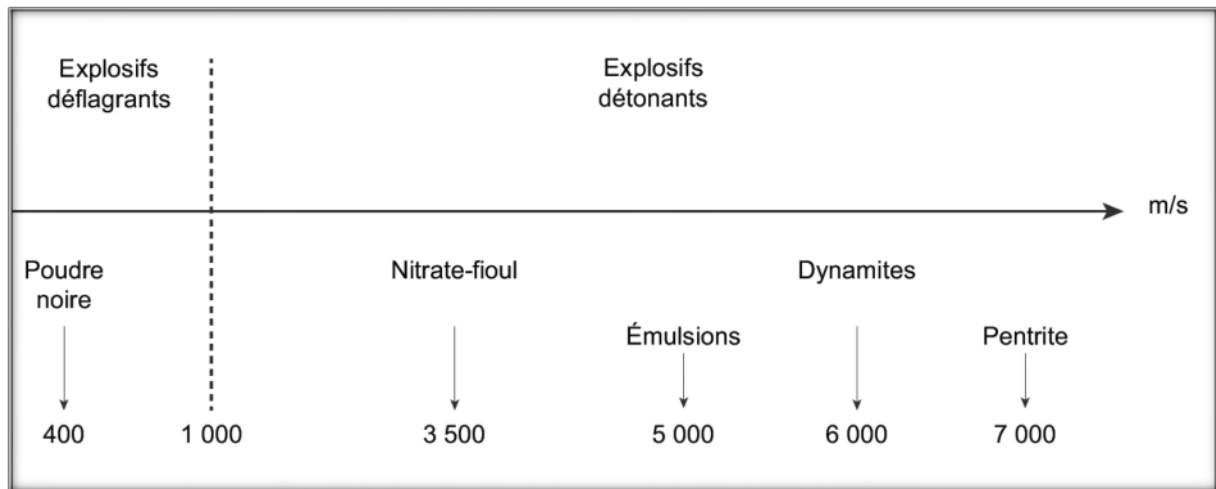 Explosifs
déflagrants
Explosifs
détonants
m/s
Poudre
noire
Nitrate-fioul
Dynamites
Émulsions
Pentrite
400
1 000
3 500
5 000
6 000
7 000